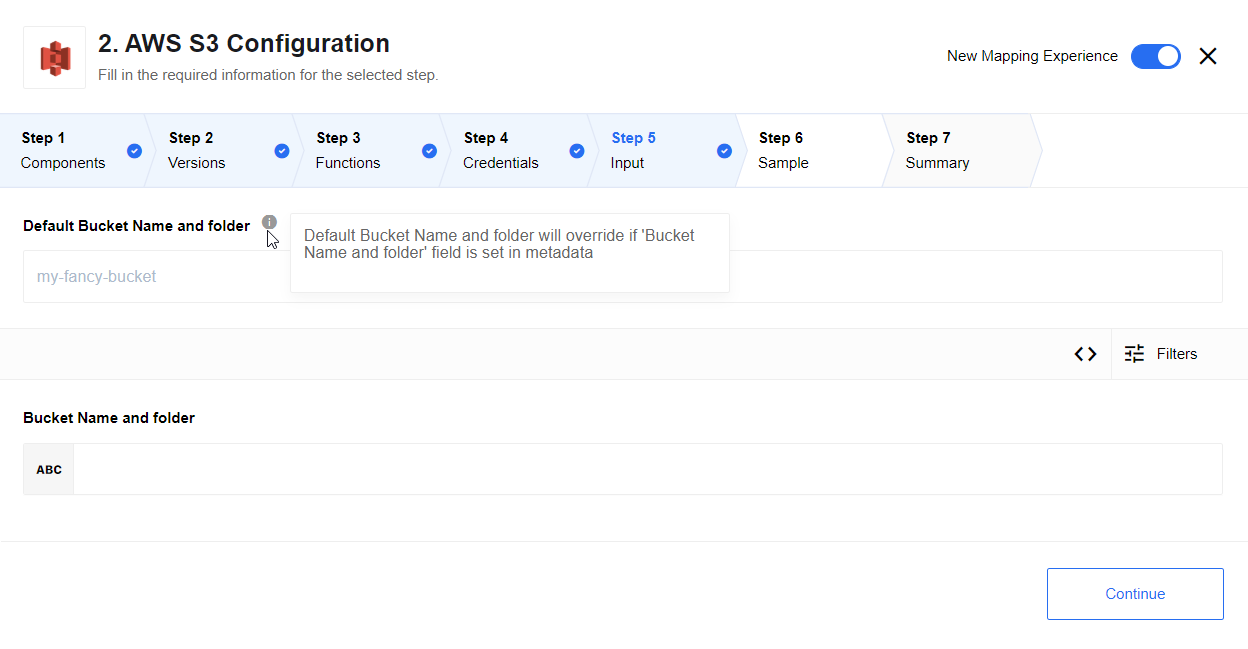 2. AWS S3 Configuration
Fill in the required information for the selected step.
New Mapping Experience
Step 1
Components
Step 2
Versions
Step 3
Functions
Step 4
Credentials
Step 5
Input
Step 6
Sample
Step 7
Summary
Default Bucket Name and folder
Default Bucket Name and folder will override if 'Bucket
Name and folder' field is set in metadata
my-fancy-bucket
Filters
Bucket Name and folder
ABC
Continue